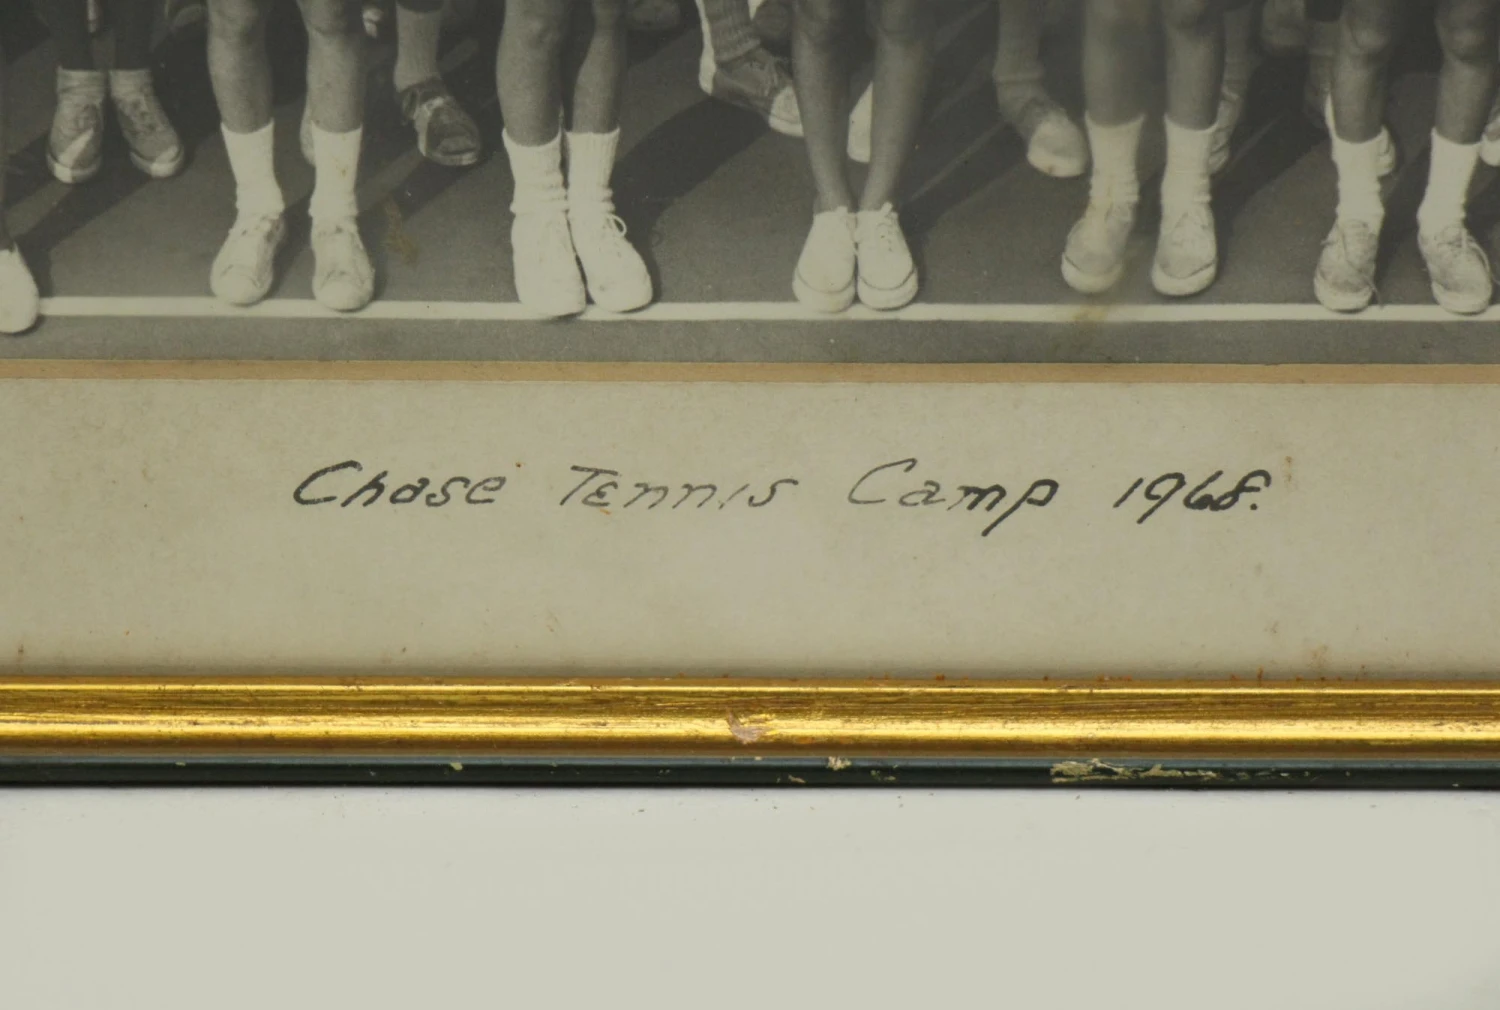 Chase Tennis Camp 1968.